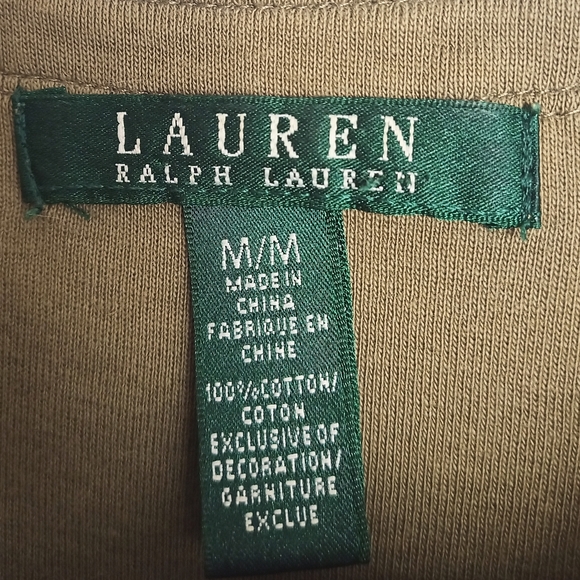 LAUREN
RALPH LAUREN
M/M
MADE IN
CHINA
FABRIQUE EN
CHINE
100%COTTON/
COTON
EXCLUSIVE OF
DECORATION/
GARNITURE
EXCLUE